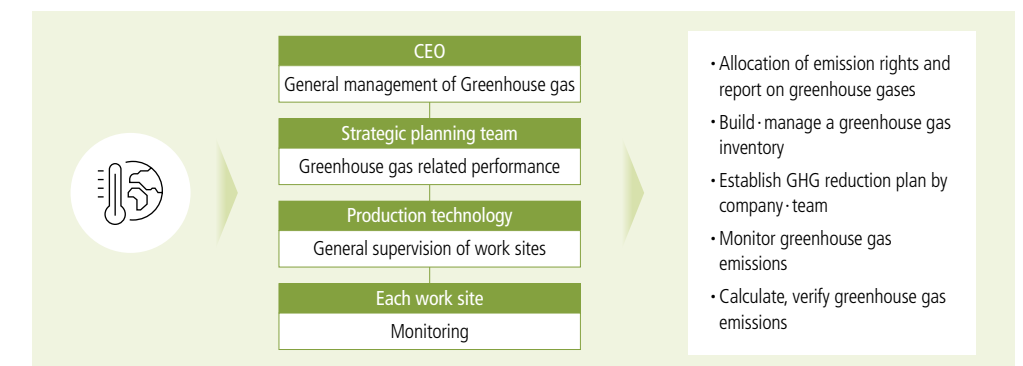 CEO
General management of Greenhouse gas
Strategic planning team
Greenhouse gas related performance
Production technology
General supervision of work sites
Each work site
Monitoring
· Allocation of emission rights and
report on greenhouse gases
· Build · manage a greenhouse gas
inventory
· Establish GHG reduction plan by
company · team
· Monitor greenhouse gas
emissions
· Calculate, verify greenhouse gas
emissions